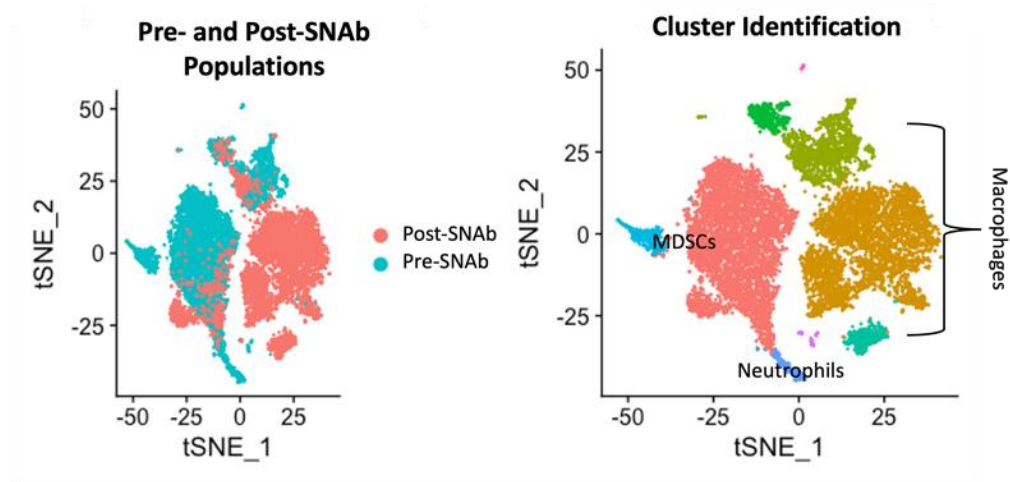 Pre- and Post-SNAb
Populations
50
25
0
-25
-50
-25
0
25
tSNE_2
tSNE_1
Post-SNAb
Pre-SNAb
Cluster Identification
50
25
0
-25
-50
-25
0
25
tSNE_2
tSNE_1
MDSCs
Neutrophils
Macrophages